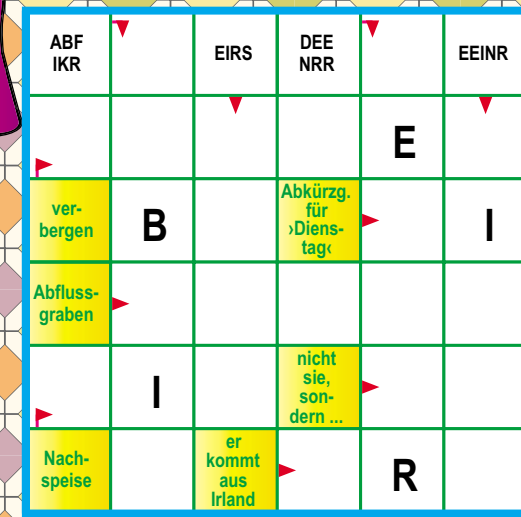 ABF
IKR
EIRS
DEE
NRR
EEINR
E
ver-
bergen
B
Abkürzg.
für
›Diens-
tag‹
I
Abfluss-
graben
I
nicht
sie,
son-
dern ...
Nach-
speise
er
kommt
aus
Irland
R